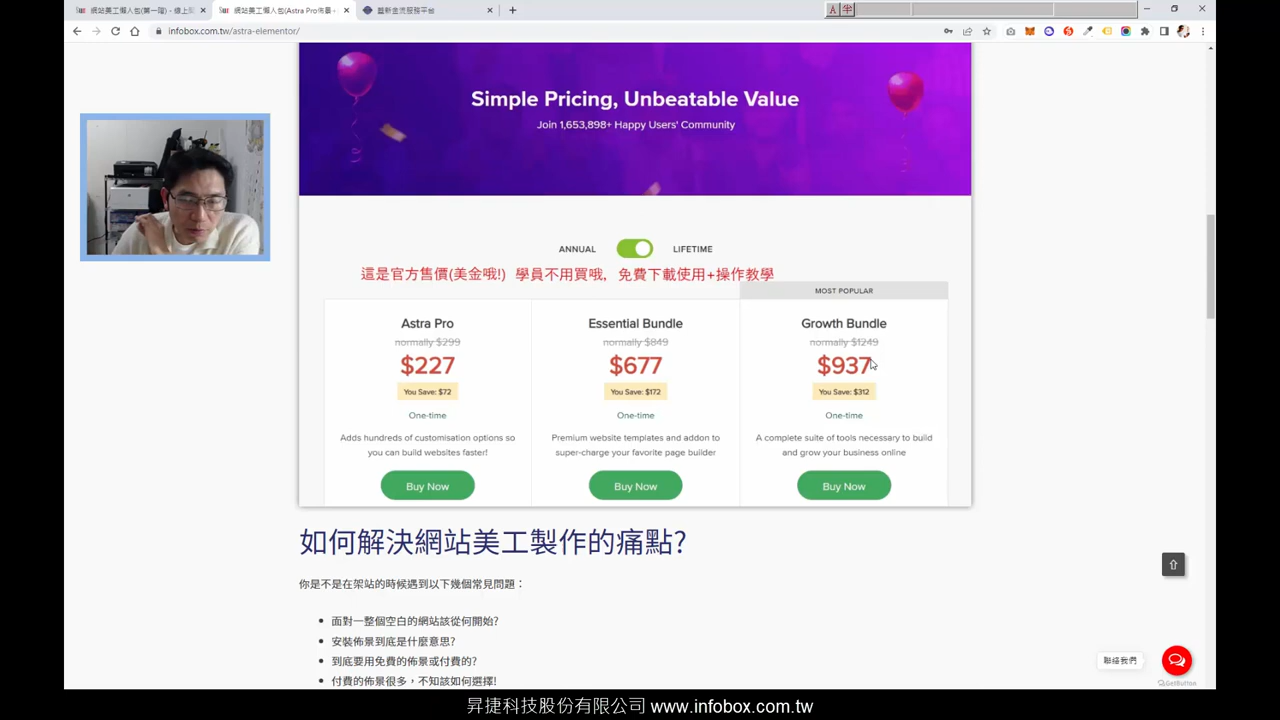 網站美工懶人包(第一階) - 線上
網站美工懶人包(Astra Pro佈景
藍新金流服務平台
A 半
infobox.com.tw/astra-elementor/
Simple Pricing, Unbeatable Value
Join 1,653,898+ Happy Users' Community
ANNUAL LIFETIME
這是官方售價(美金哦!) 學員不用買哦, 免費下載使用+操作教學
MOST POPULAR
Astra Pro Essential Bundle Growth Bundle
normally $299 normally $849 normally $1249
$227 $677 $937
You Save: $72 You Save: $172 You Save: $312
One-time One-time One-time
Adds hundreds of customisation options so Premium website templates and addon to A complete suite of tools necessary to build
you can build websites faster! super-charge your favorite page builder and grow your business online
Buy Now Buy Now Buy Now
如何解決網站美工製作的痛點?
你是不是在架站的時候遇到以下幾個常見問題：
面對一整個空白的網站該從何開始?
安裝佈景到底是什麼意思?
到底要用免費的佈景或付費的?
聯絡我們
付費的佈景很多，不知該如何選擇!
GetButton
昇捷科技股份有限公司 www.infobox.com.tw